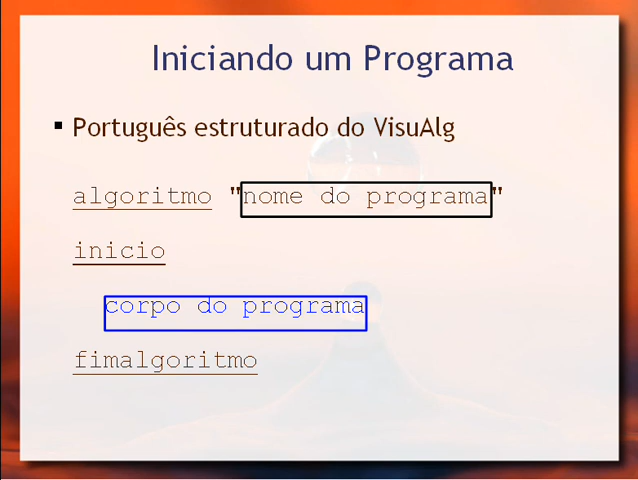 Iniciando um Programa
Português estruturado do VisuAlg
algoritmo "nome do programa"
inicio
corpo do programa
fimalgoritmo